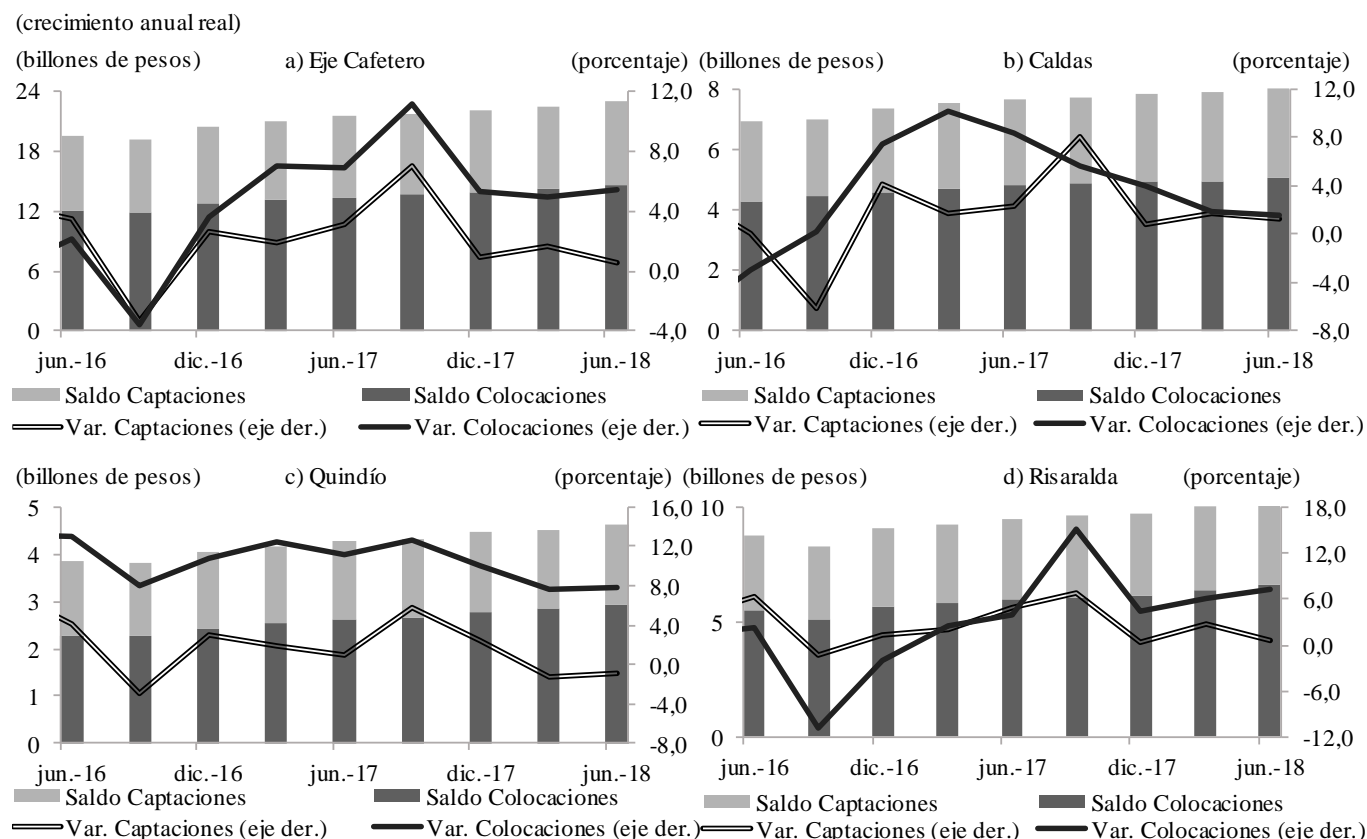 (crecimiento anual real)
(billones de pesos) a) Eje Cafetero (porcentaje)
24 12,0
18 8,0
12 4,0
6 0,0
0 -4,0
jun.-16 dic.-16 jun.-17 dic.-17 jun.-18
Saldo Captaciones Saldo Colocaciones
Var. Captaciones (eje der.) Var. Colocaciones (eje der.)
(billones de pesos) b) Caldas (porcentaje)
8 12,0
8,0
6
4,0
4 0,0
2 -4,0
0 -8,0
jun.-16 dic.-16 jun.-17 dic.-17 jun.-18
Saldo Captaciones Saldo Colocaciones
Var. Captaciones (eje der.) Var. Colocaciones (eje der.)
(billones de pesos) c) Quindío (porcentaje)
5 16,0
4 12,0
8,0
3
4,0
2 0,0
1 -4,0
0 -8,0
jun.-16 dic.-16 jun.-17 dic.-17 jun.-18
Saldo Captaciones Saldo Colocaciones
Var. Captaciones (eje der.) Var. Colocaciones (eje der.)
(billones de pesos) d) Risaralda (porcentaje)
10 18,0
12,0
6,0
5 0,0
-6,0
0 -12,0
jun.-16 dic.-16 jun.-17 dic.-17 jun.-18
Saldo Captaciones Saldo Colocaciones
Var. Captaciones (eje der.) Var. Colocaciones (eje der.)